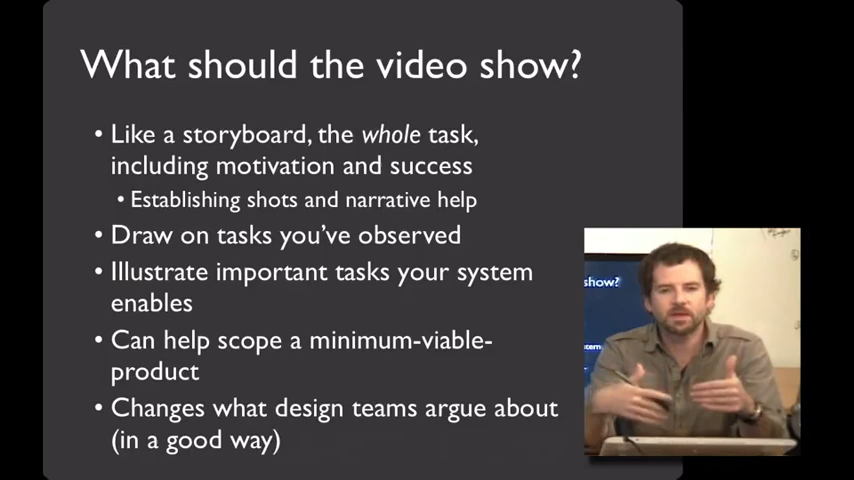 What should the video show?
• Like a storyboard, the whole task,
including motivation and success
• Establishing shots and narrative help
• Draw on tasks you've observed
• Illustrate important tasks your system
enables
• Can help scope a minimum-viable-
product
• Changes what design teams argue about
(in a good way)
show?